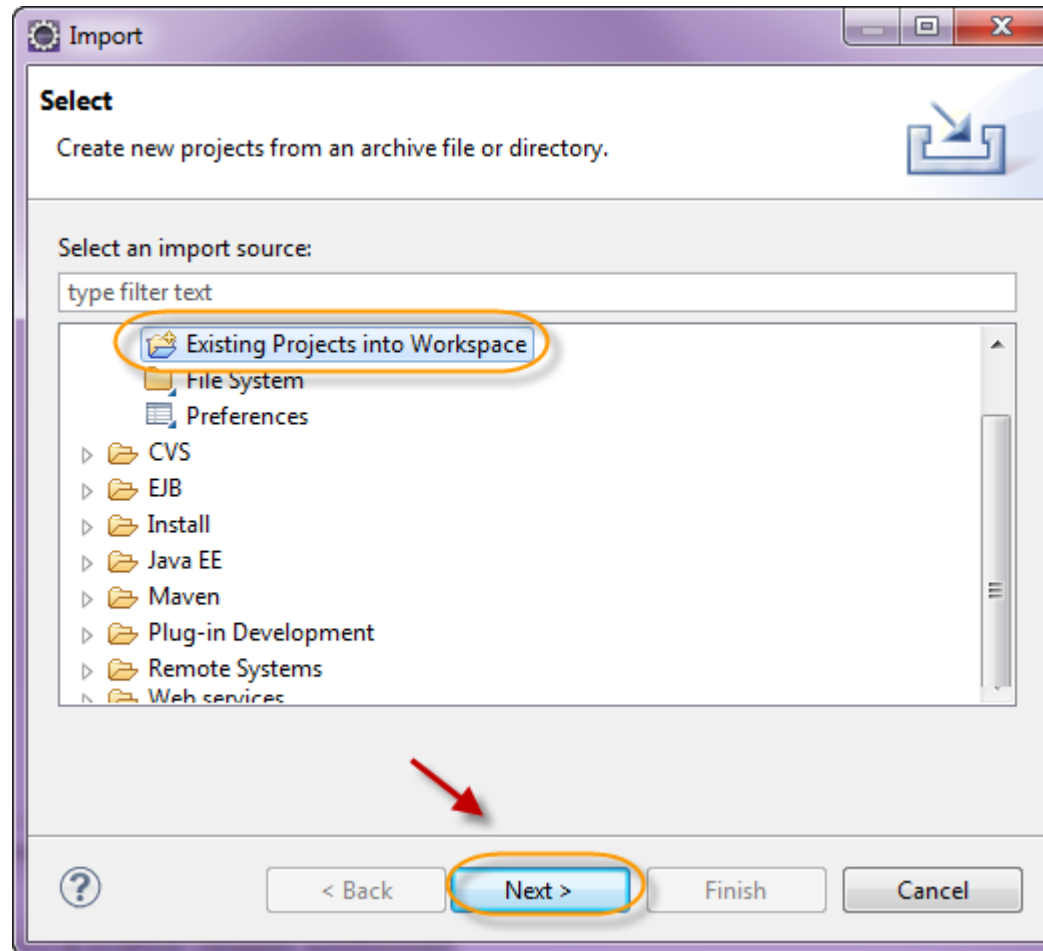 Import
Select
Create new projects from an archive file or directory.
Select an import source:
type filter text
Existing Projects into Workspace
File System
Preferences
CVS
EJB
Install
Java EE
Maven
Plug-in Development
Remote Systems
Web services
< Back Next > Finish Cancel